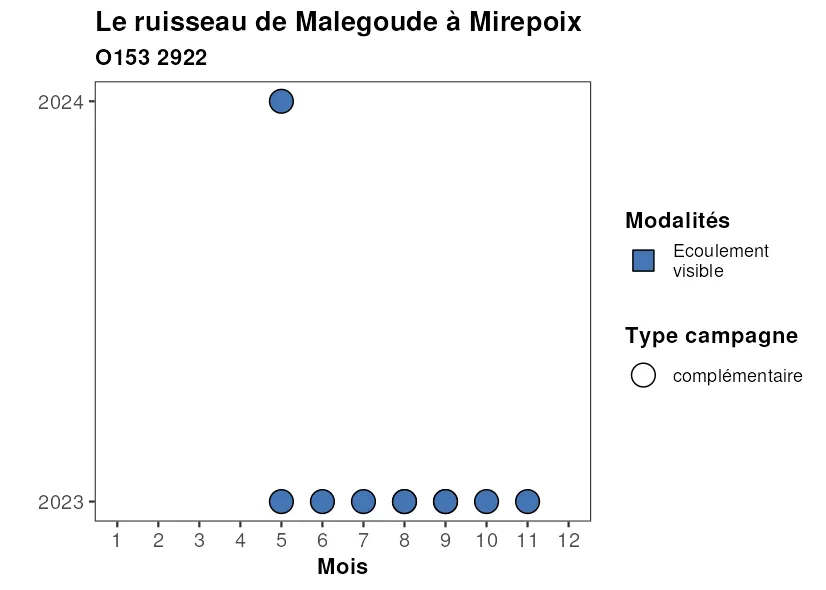 Le ruisseau de Malegoude à Mirepoix
O153 2922
2024
2023
1 2 3 4 5 6 7 8 9 10 11 12
Mois
Modalités
Ecoulement
visible
Type campagne
complémentaire